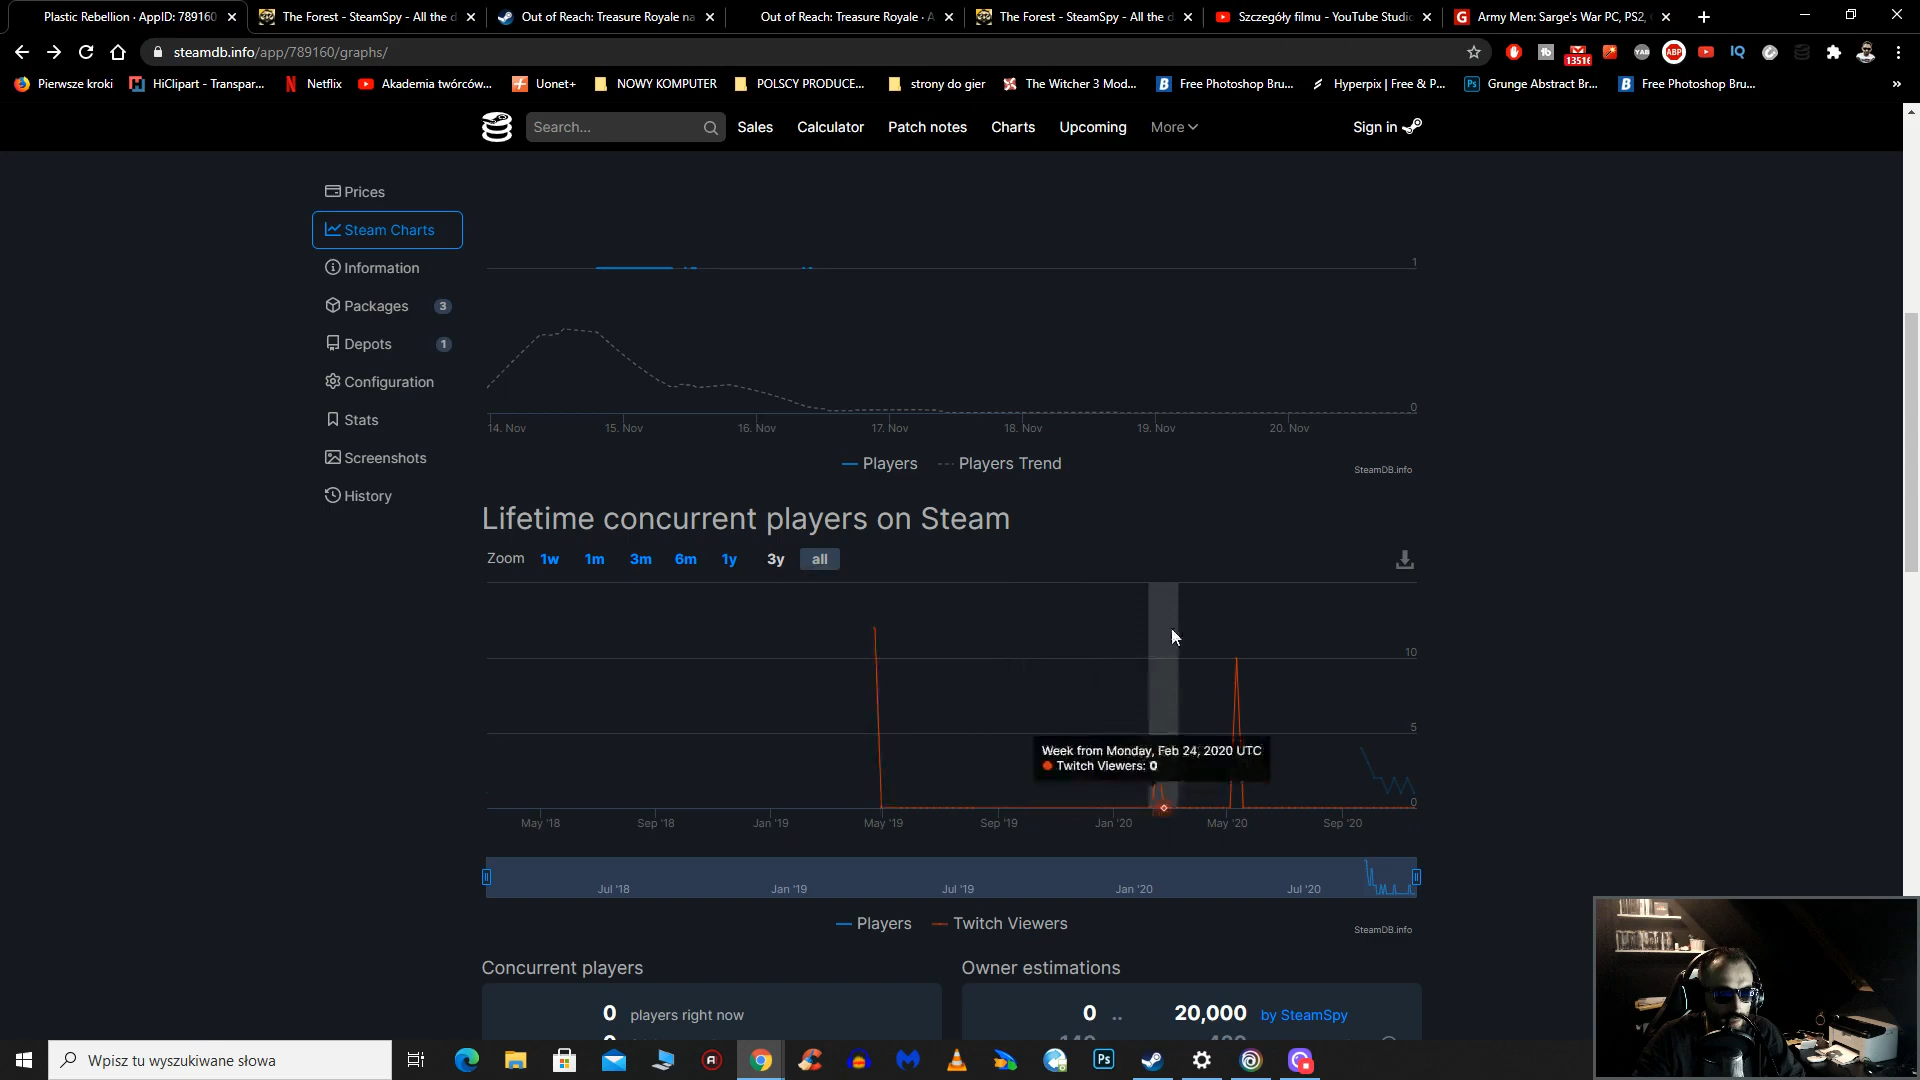 Plastic Rebellion · AppID: 789160
The Forest - SteamSpy - All the d
Out of Reach: Treasure Royale na
Out of Reach: Treasure Royale · A
The Forest - SteamSpy - All the d
Szczegóły filmu - YouTube Studio
Army Men: Sarge's War PC, PS2,
steamdb.info/app/789160/graphs/
13516
Pierwsze kroki
HiClipart - Transpar...
Netflix
Akademia twórców...
Uonet+
NOWY KOMPUTER
POLSCY PRODUCE...
strony do gier
The Witcher 3 Mod...
Free Photoshop Bru...
Hyperpix | Free & P...
Grunge Abstract Br...
Free Photoshop Bru...
Search...
Sales
Calculator
Patch notes
Charts
Upcoming
More
Sign in
Prices
Steam Charts
Information
Packages 3
Depots 1
Configuration
Stats
Screenshots
History
1
0
14. Nov 15. Nov 16. Nov 17. Nov 18. Nov 19. Nov 20. Nov
Players Players Trend
SteamDB.info
Lifetime concurrent players on Steam
Zoom 1w 1m 3m 6m 1y 3y all
10
5
Week from Monday, Feb 24, 2020 UTC
Twitch Viewers: 0
0
May '18 Sep '18 Jan '19 May '19 Sep '19 Jan '20 May '20 Sep '20
Jul '18 Jan '19 Jul '19 Jan '20 Jul '20
Players Twitch Viewers
SteamDB.info
Concurrent players
Owner estimations
0 players right now
0 .. 20,000 by SteamSpy
Wpisz tu wyszukiwane słowa